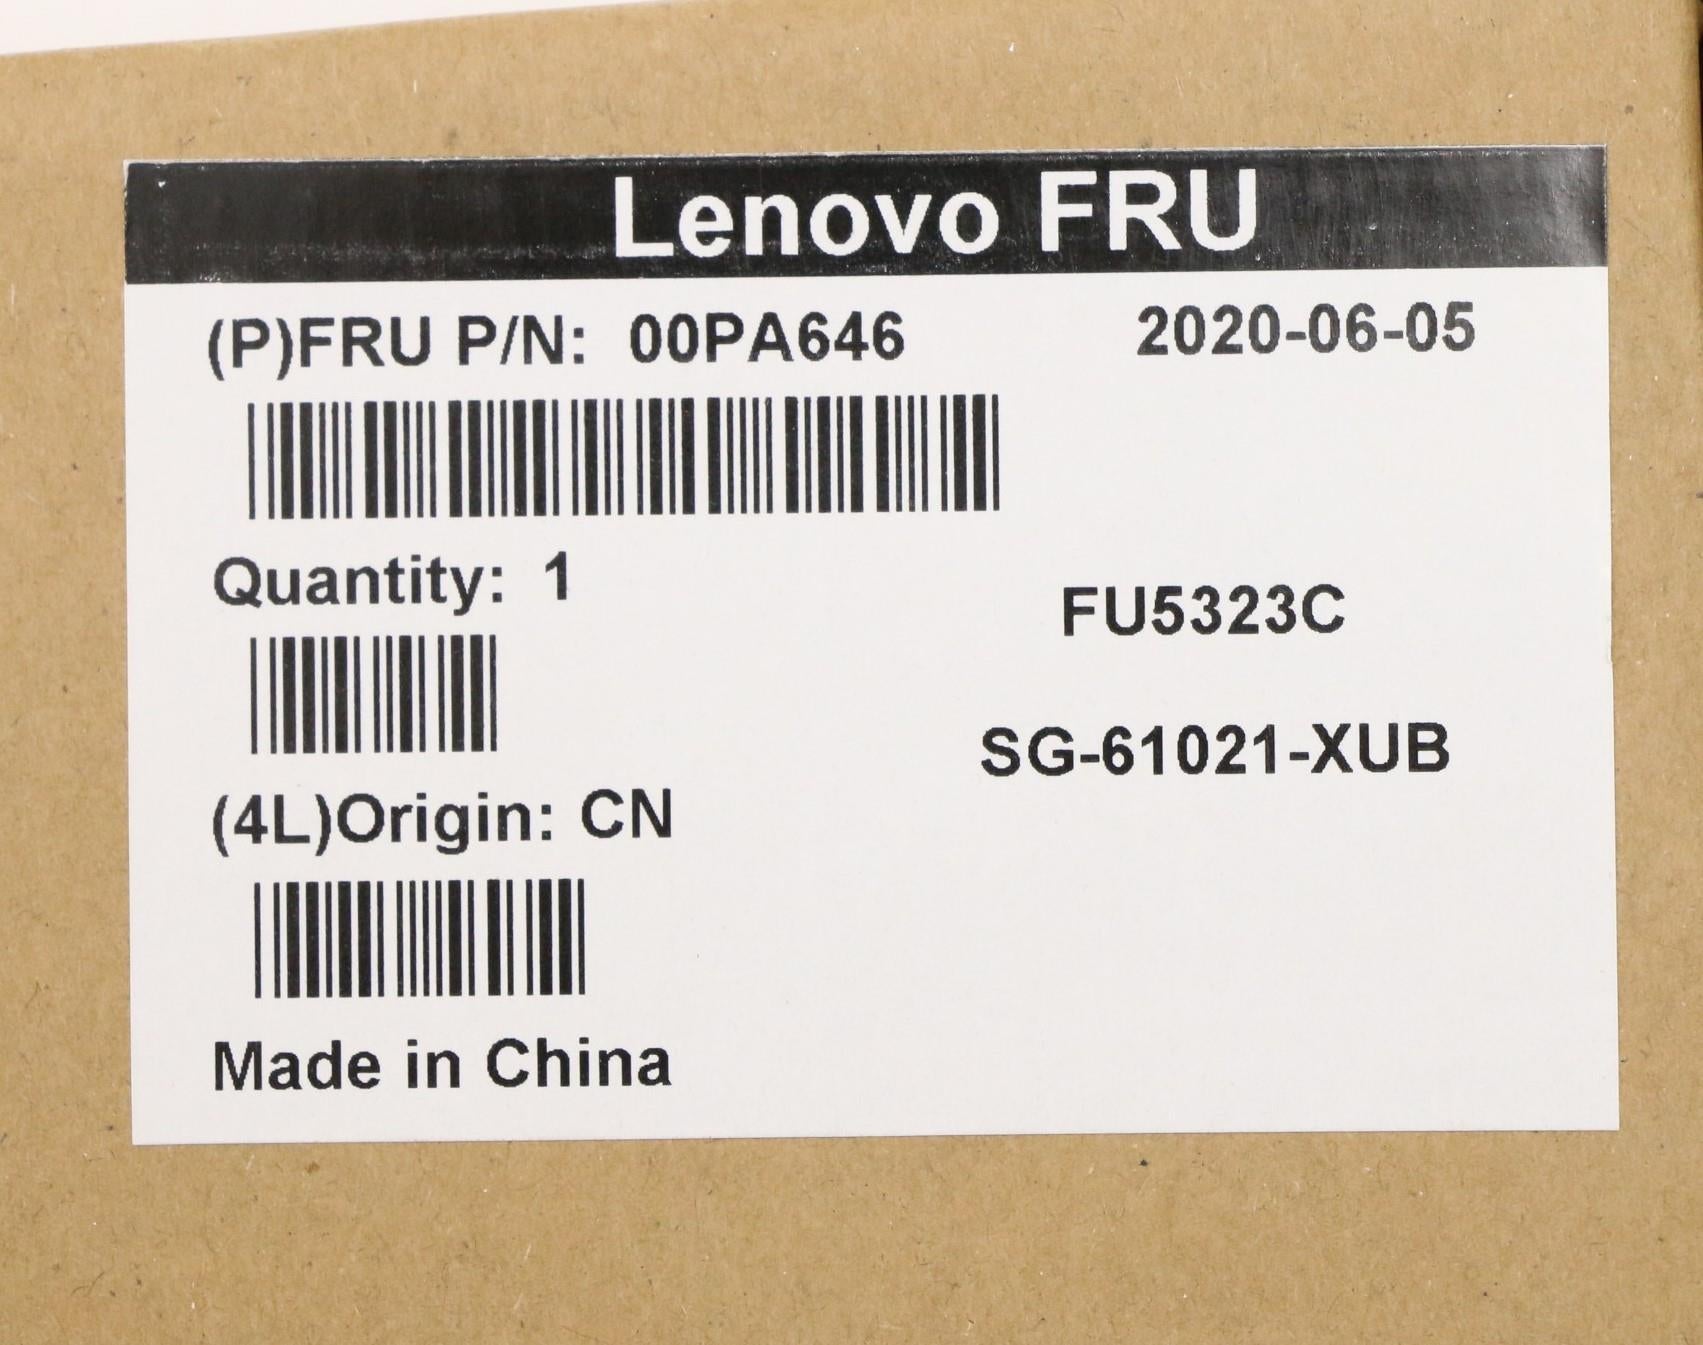 Lenovo FRU
(P)FRU P/N: 00PA646 2020-06-05
Quantity: 1
FU5323C
SG-61021-XUB
(4L)Origin: CN
Made in China